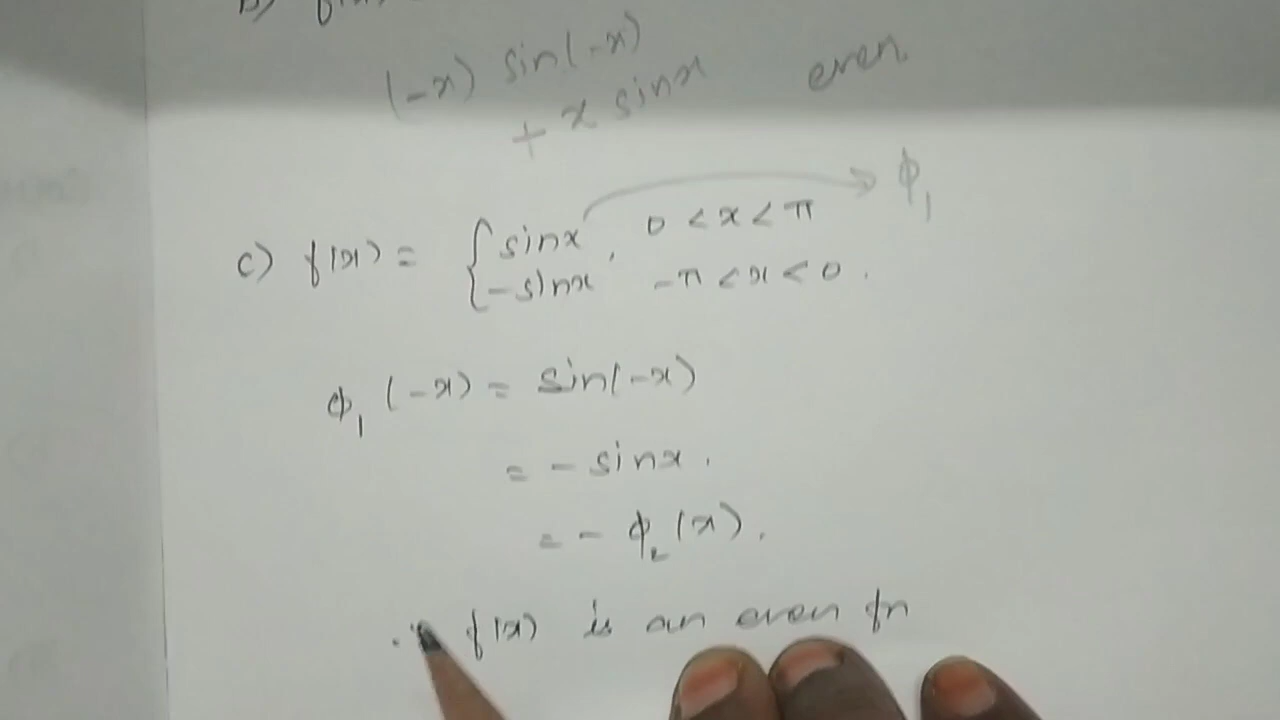 b)
(-x) sin(-x)
+ x sinx even
ϕ₁
c) f(x) = { sinx, 0 < x < π
-sinx -π < x < 0.
ϕ₁ (-x) = sin(-x)
= - sinx.
= - ϕ₂ (x).
∴ f(x) is an even fn